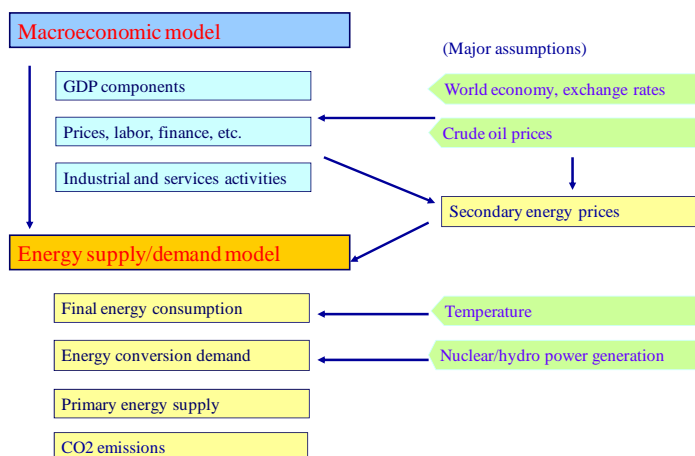 Macroeconomic model
(Major assumptions)
GDP components
World economy, exchange rates
Prices, labor, finance, etc.
Crude oil prices
Industrial and services activities
Secondary energy prices
Energy supply/demand model
Final energy consumption
Temperature
Energy conversion demand
Nuclear/hydro power generation
Primary energy supply
CO2 emissions